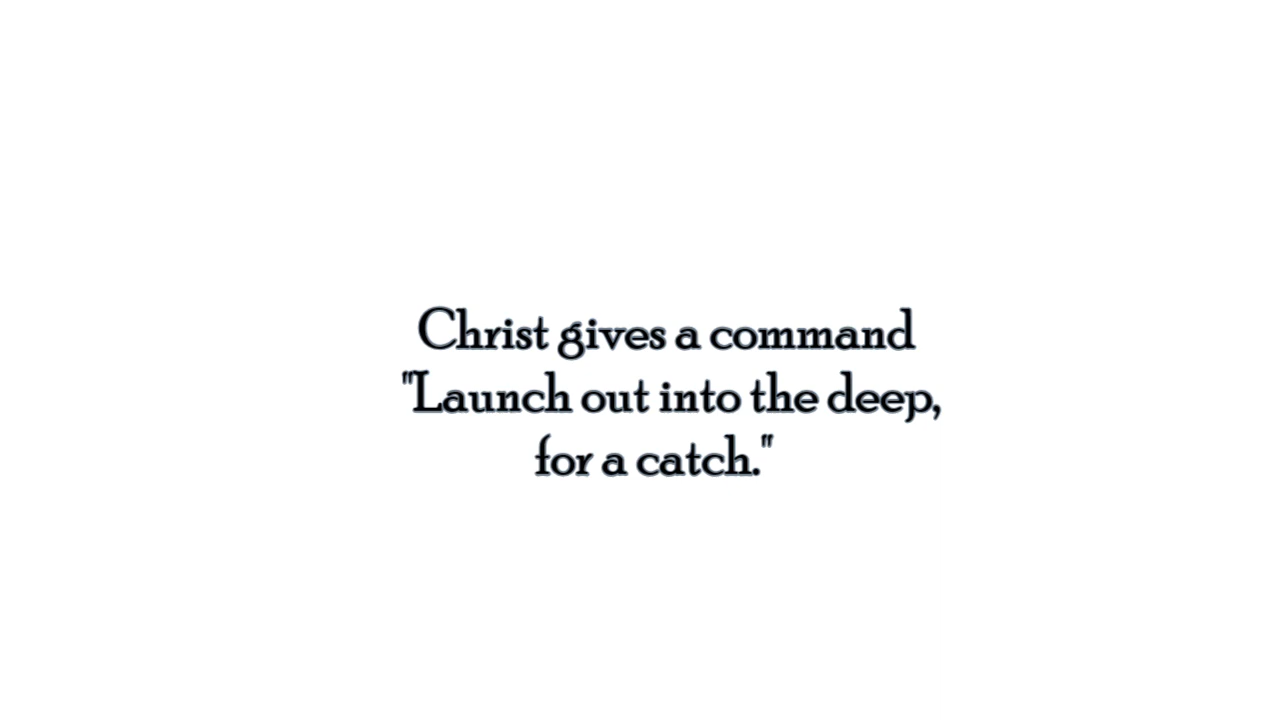 Christ gives a command
"Launch out into the deep,
for a catch."